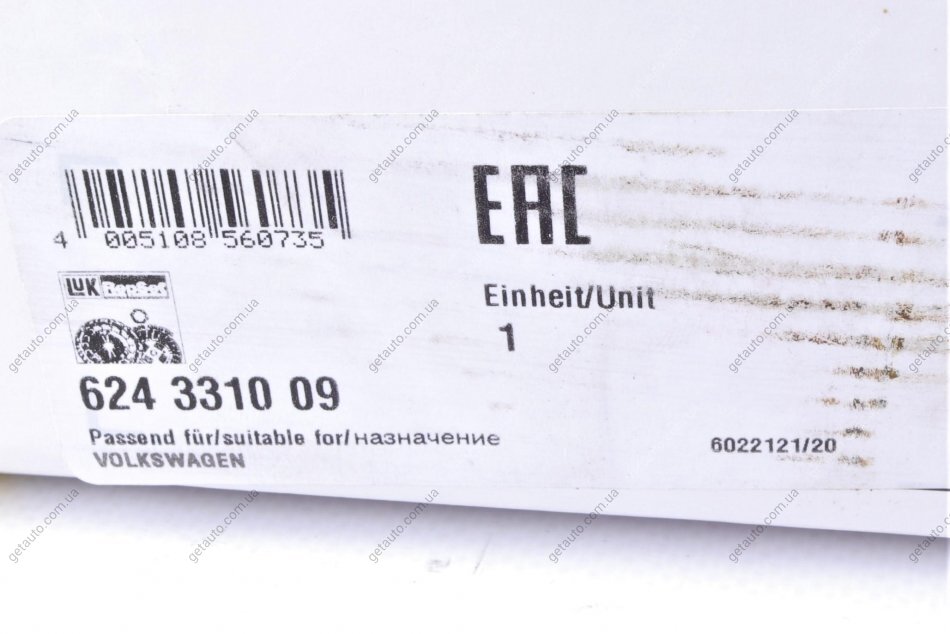 EAC
4 005108 560735
LUK RepSet
Einheit/Unit
1
624 3310 09
Passend für/suitable for/назначение
VOLKSWAGEN
6022121/20
getauto.com.ua